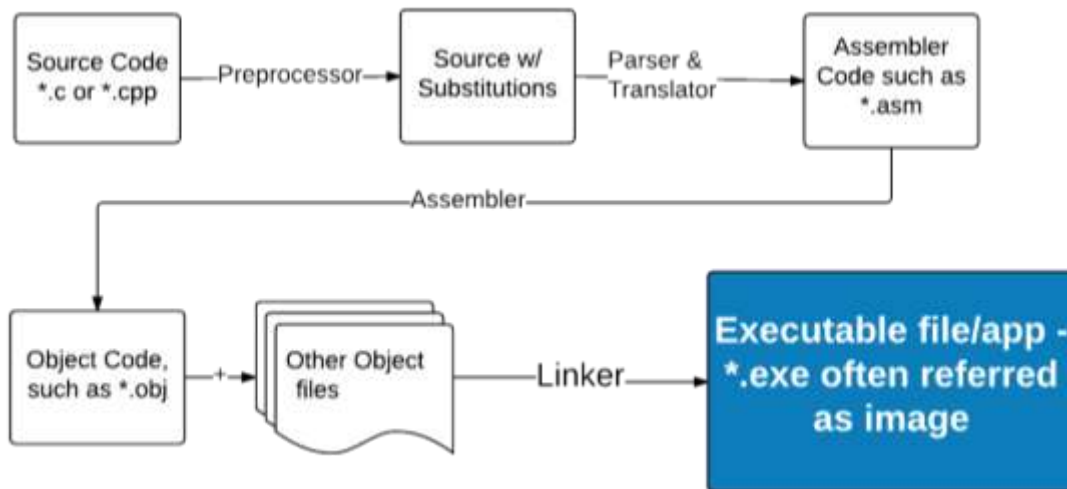 Source Code
*.c or *.cpp
Preprocessor
Source w/
Substitutions
Parser &
Translator
Assembler
Code such as
*.asm
Assembler
Object Code,
such as *.obj
+
Other Object
files
Linker
Executable file/app -
*.exe often referred
as image